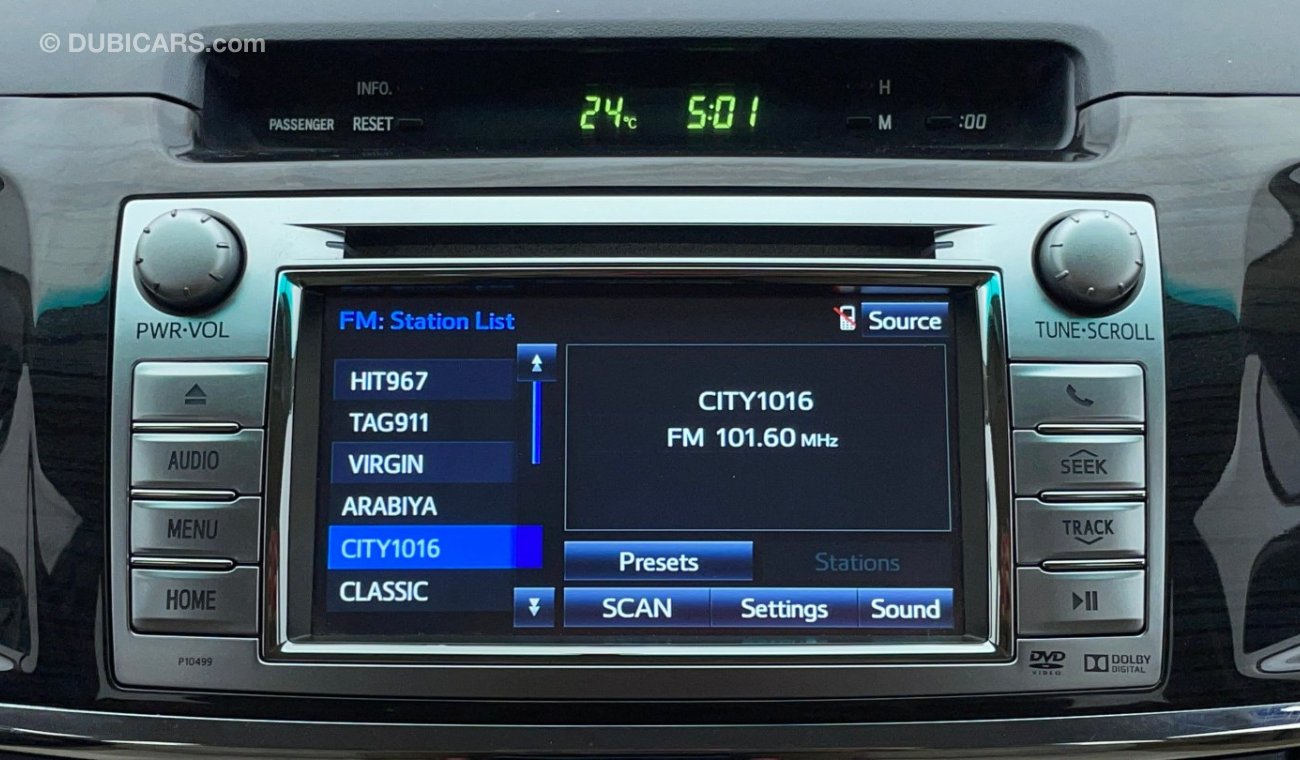 © DUBICARS.com
INFO. H
PASSENGER RESET 24°C 5:01 M :00
PWR•VOL
TUNE•SCROLL
FM: Station List Source
HIT967
TAG911
VIRGIN
ARABIYA
CITY1016
CLASSIC
CITY1016
FM 101.60 MHz
Presets Stations
SCAN Settings Sound
AUDIO
MENU
HOME
SEEK
TRACK
P10499
DVD VIDEO
DOLBY DIGITAL